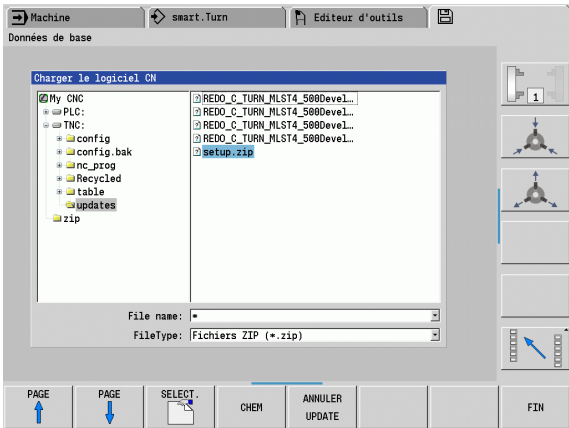 Machine
smart.Turn
Editeur d'outils
Données de base
Charger le logiciel CN
My CNC
PLC:
TNC:
config
config.bak
nc_prog
Recycled
table
updates
zip
REDO_C_TURN_MLST4_500Devel…
REDO_C_TURN_MLST4_500Devel…
REDO_C_TURN_MLST4_500Devel…
REDO_C_TURN_MLST4_500Devel…
setup.zip
File name: *
FileType: Fichiers ZIP (*.zip)
1
PAGE
PAGE
SELECT.
CHEM
ANNULER
UPDATE
FIN